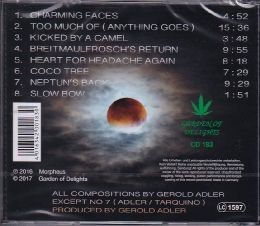 1. CHARMING FACES 4:52
2. TOO MUCH OF (ANYTHING GOES) 15:36
3. KICKED BY A CAMEL 3:48
4. BREITMAULFROSCH'S RETURN 9:55
5. HEART FOR HEADACHE AGAIN 8:18
6. COCO TREE 7:29
7. NEPTUN'S BACK 9:29
8. SLOW BOW 8:51
GARDEN OF
DELIGHTS
CD 193
℗ 2016 Morpheus
© 2017 Garden of Delights
ALL COMPOSITIONS BY GEROLD ADLER
EXCEPT NO 7 (ADLER / TARQUINO)
PRODUCED BY GEROLD ADLER
LC 1597